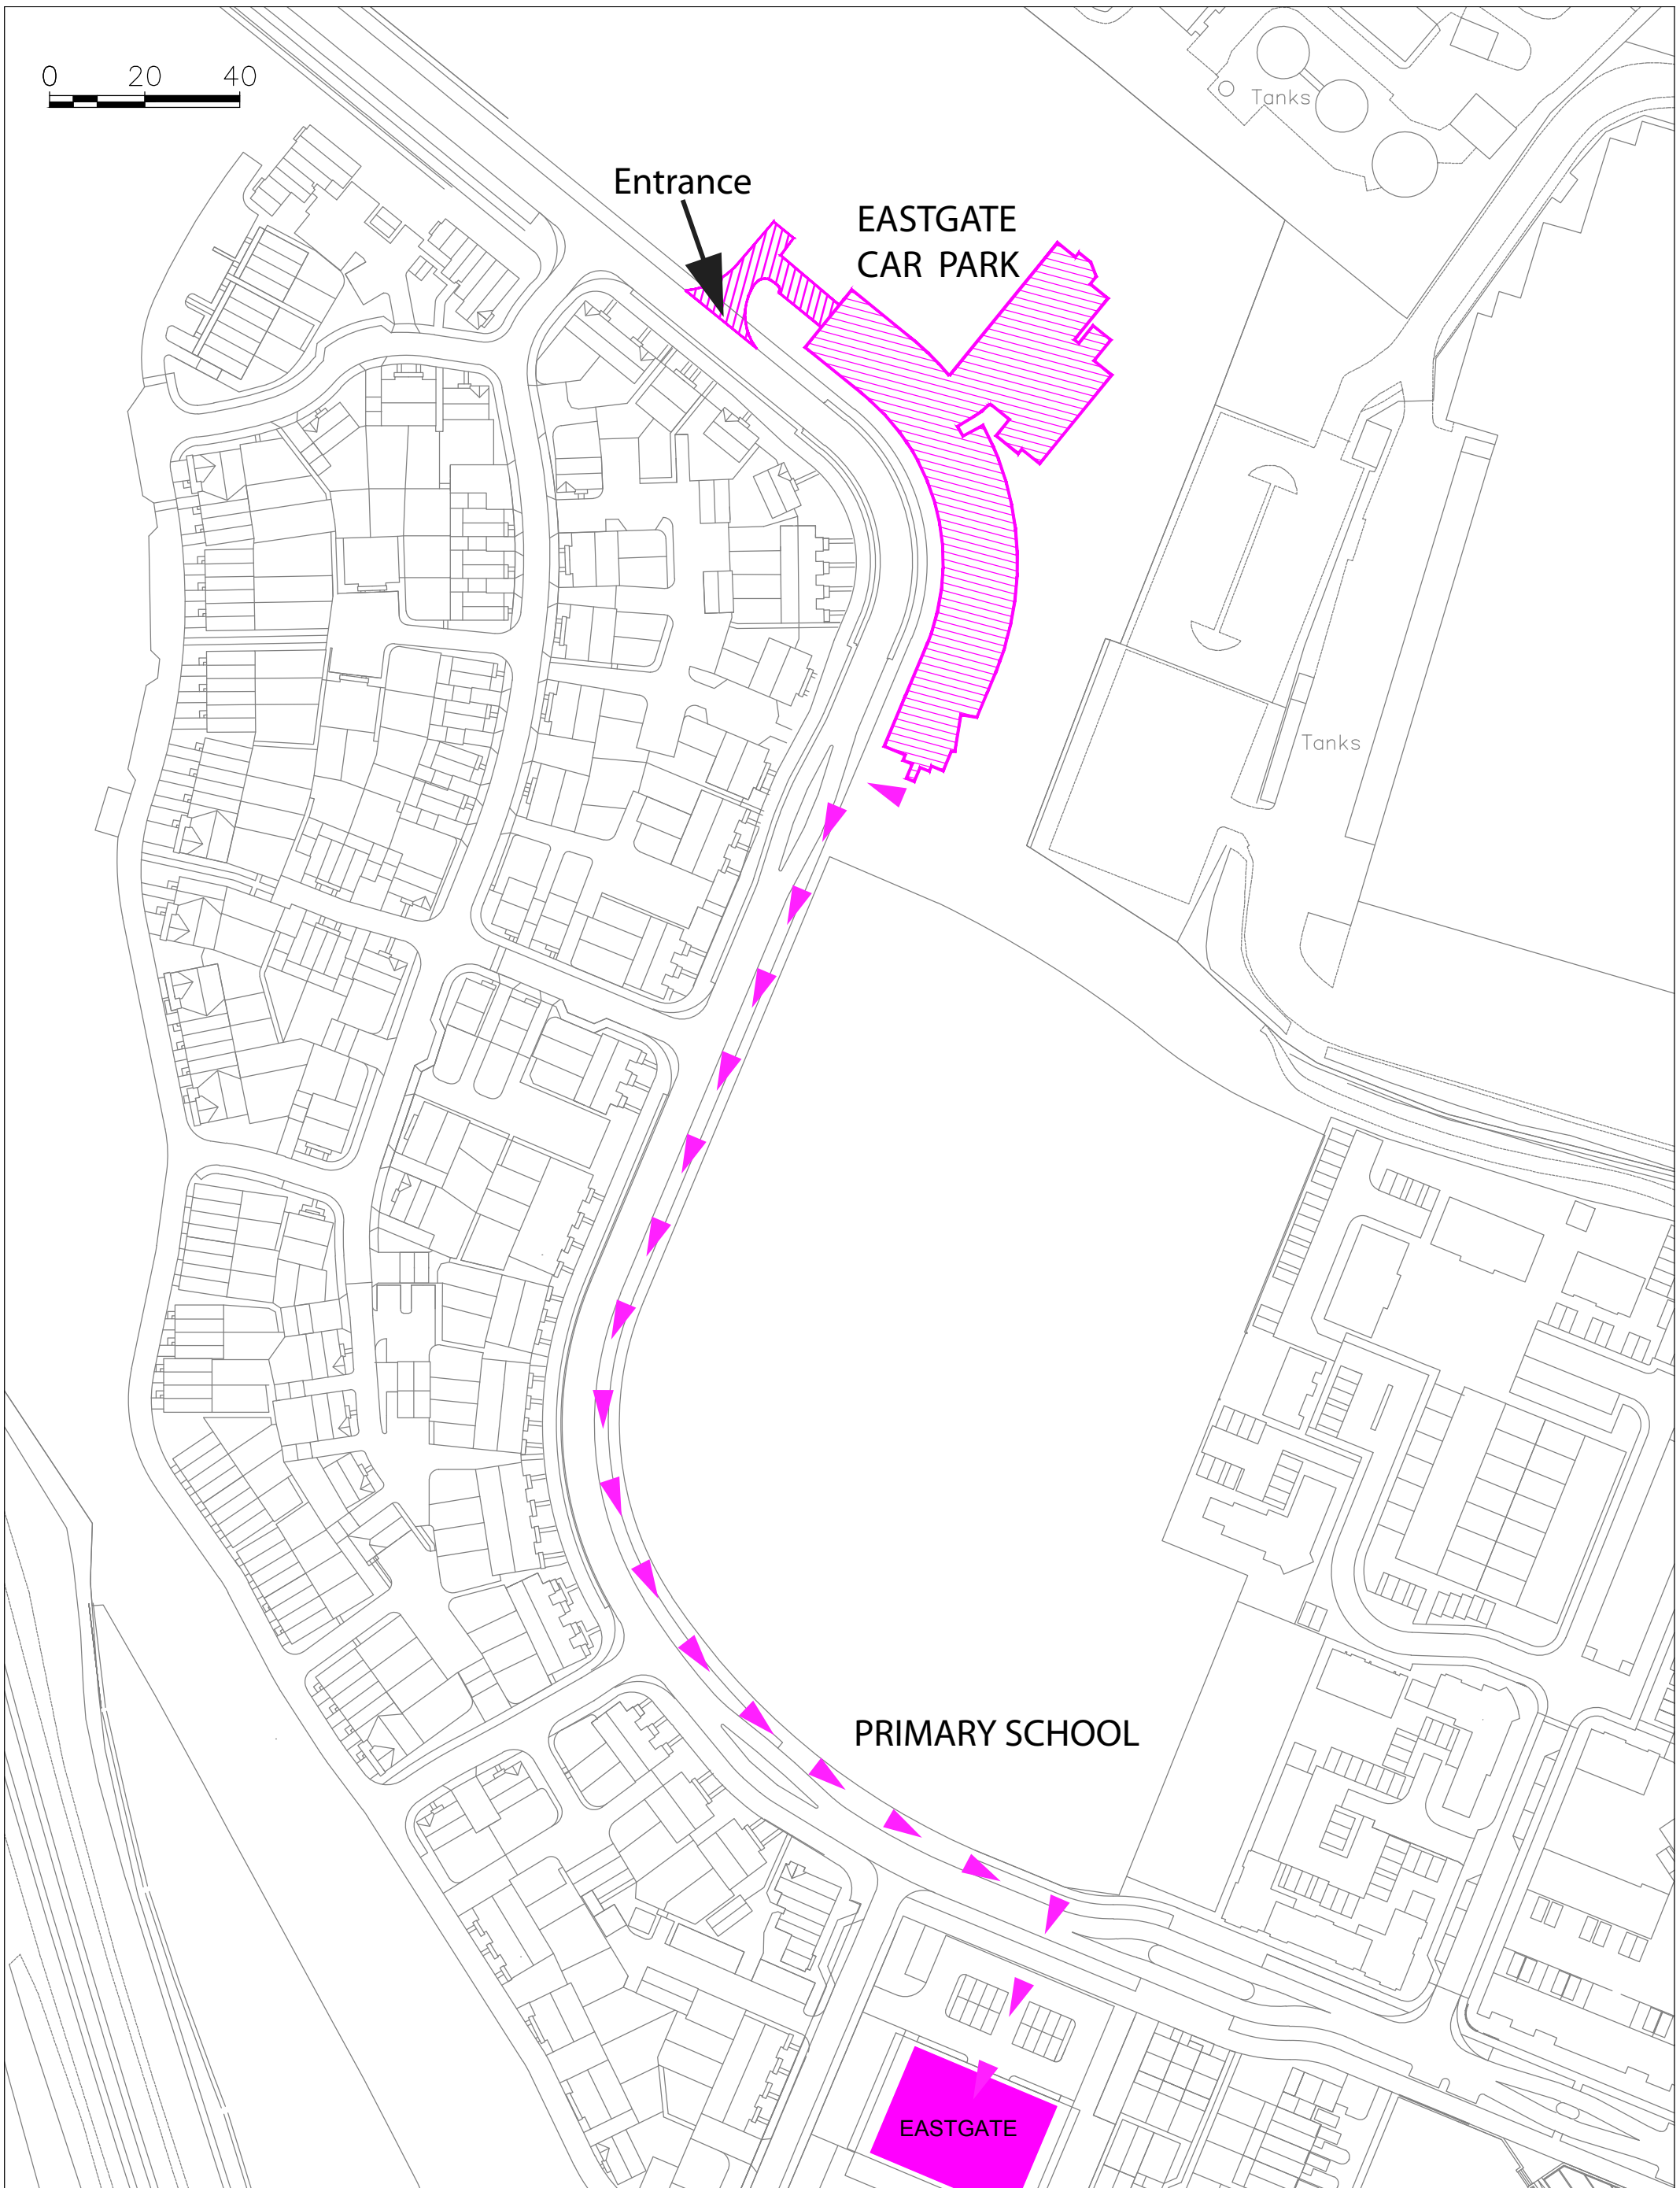 0 20 40
Tanks
Entrance
EASTGATE
CAR PARK
Tanks
PRIMARY SCHOOL
EASTGATE